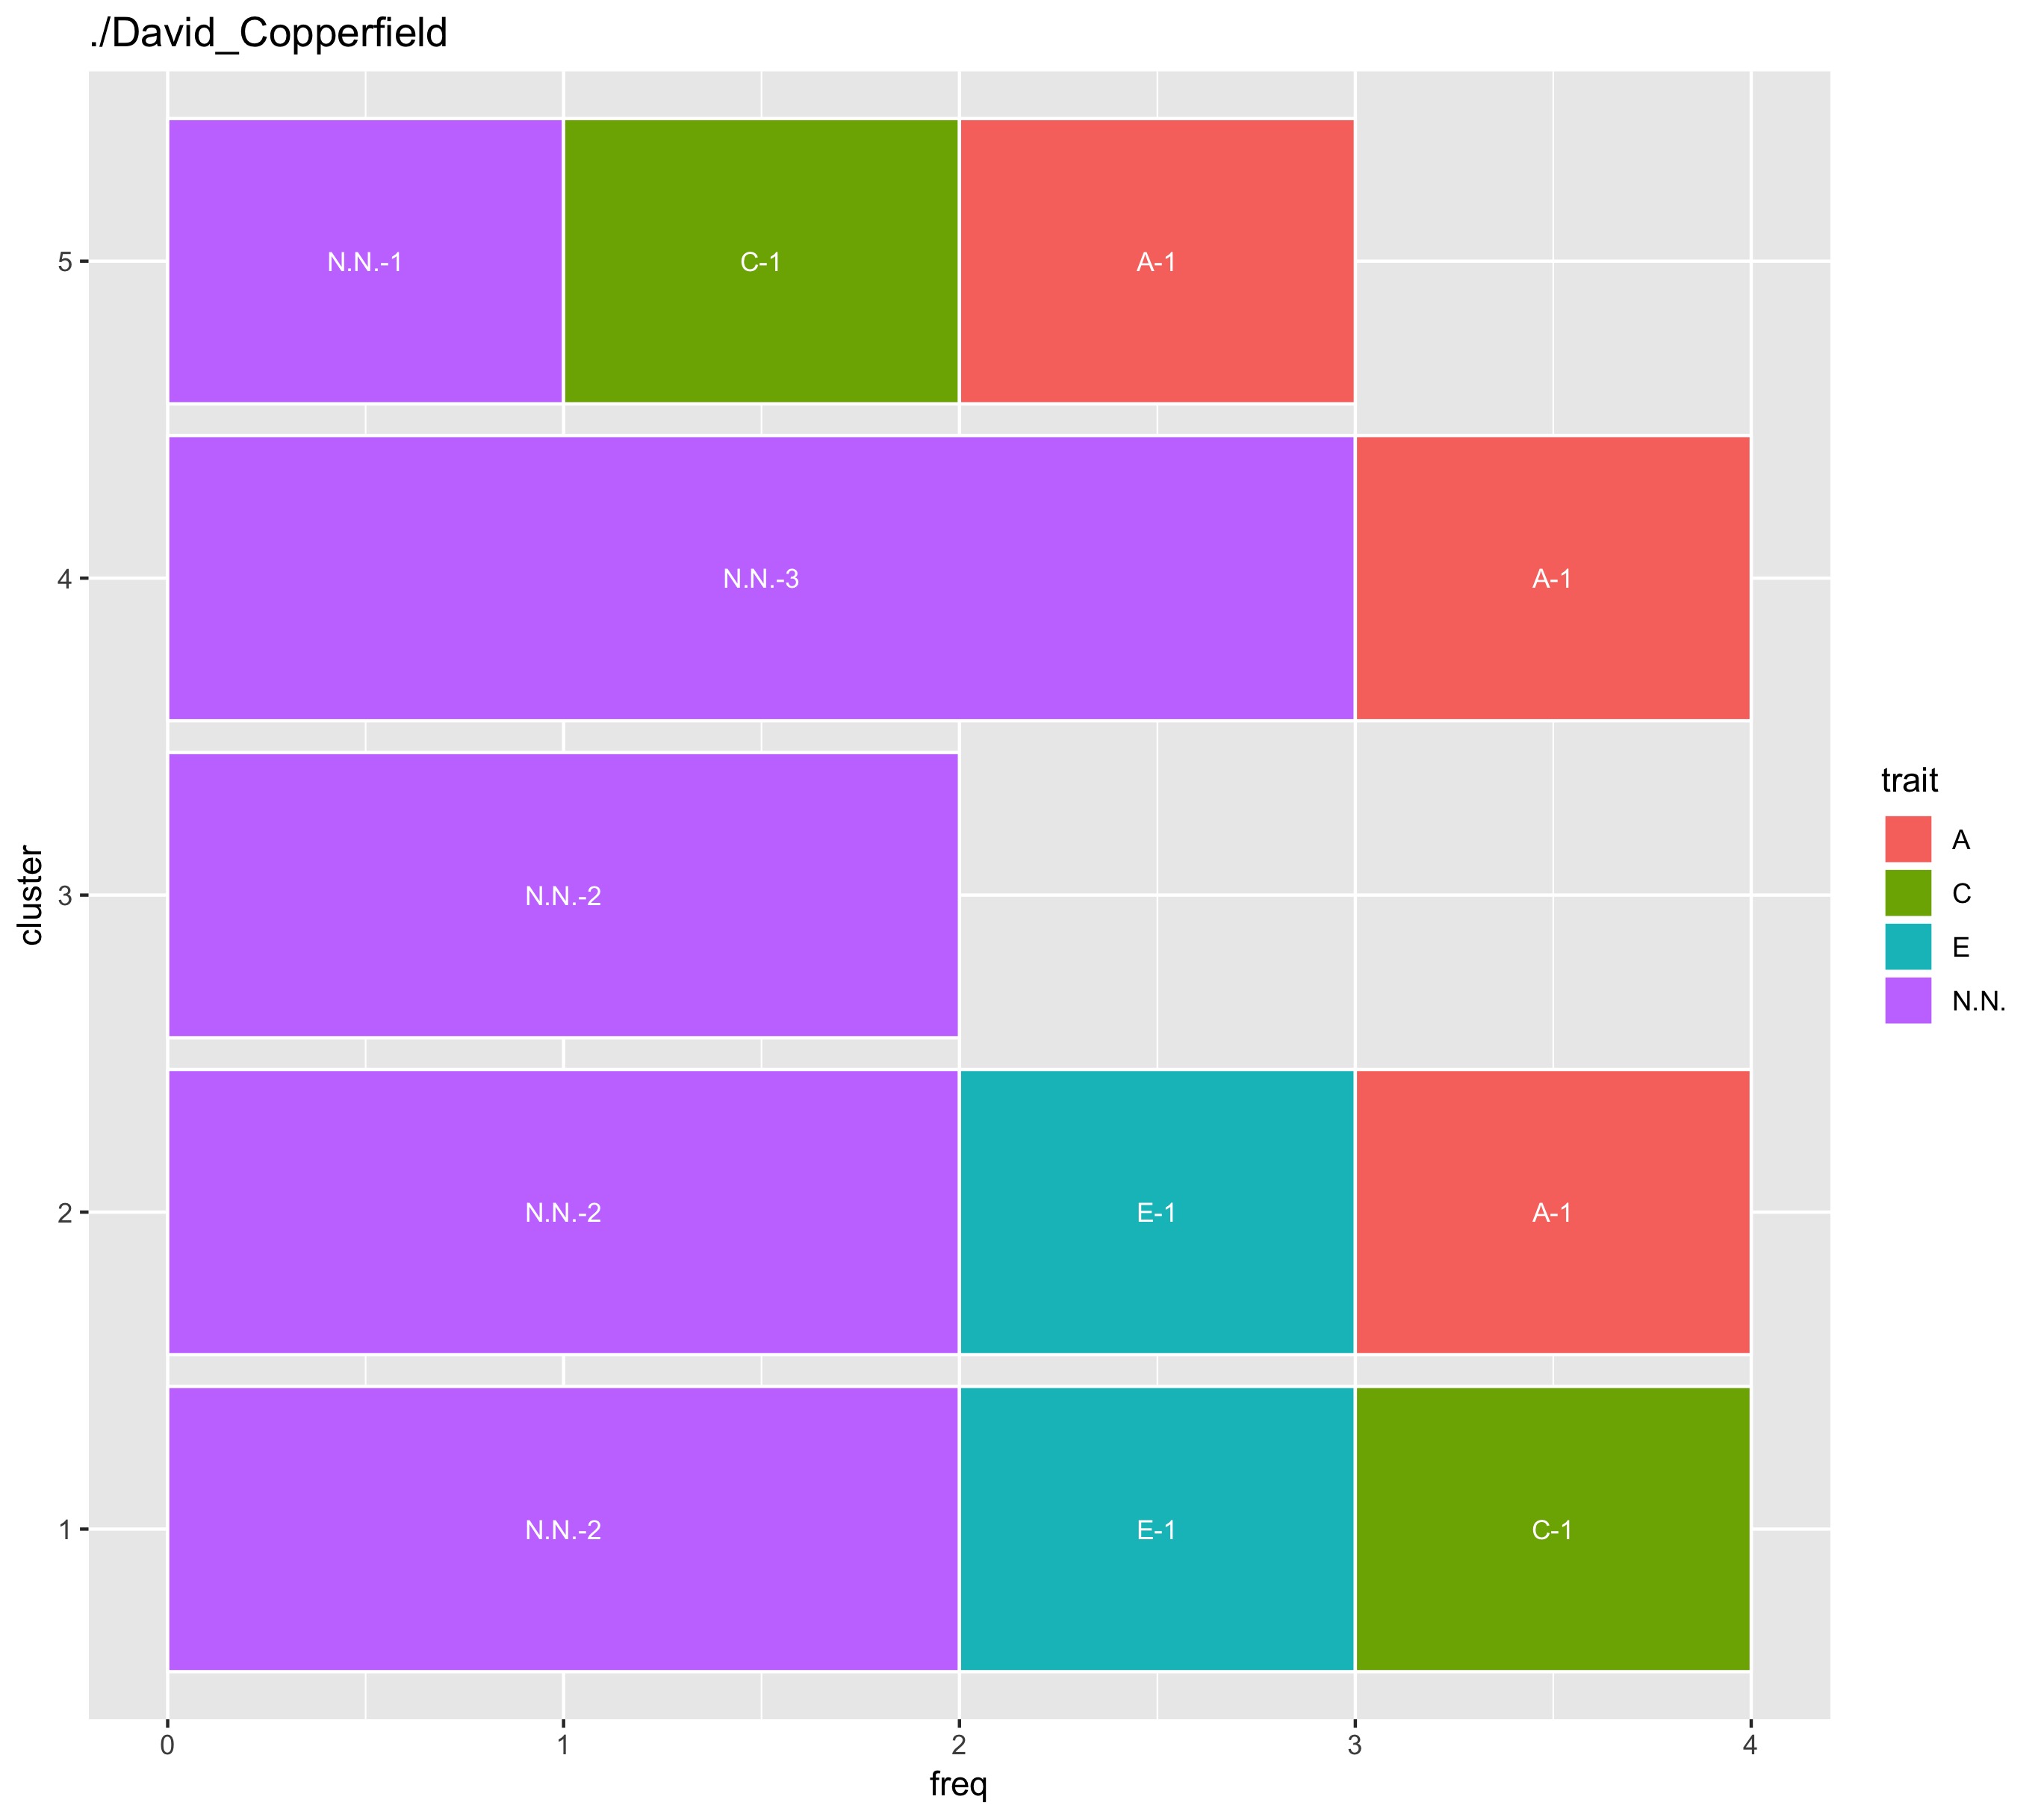 ./David_Copperfield
5
N.N.-1 C-1 A-1
4
N.N.-3 A-1
cluster
3
N.N.-2
2
N.N.-2 E-1 A-1
1
N.N.-2 E-1 C-1
0 1 2 3 4
freq
trait
A
C
E
N.N.